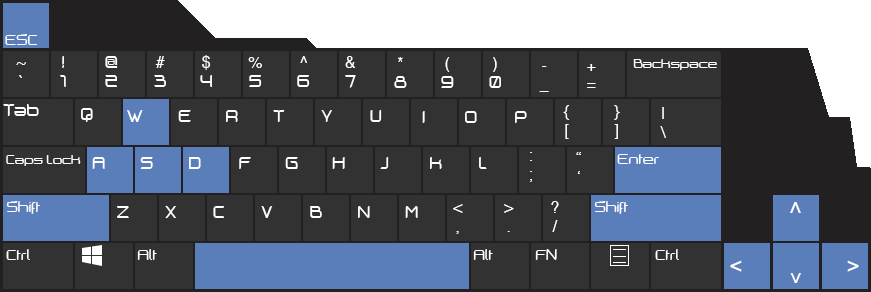 ESC
~ ! @ # $ % ^ & * ( ) - + Backspace
` 1 2 3 4 5 6 7 8 9 0 _ =
Tab Q W E R T Y U I O P { } |
[ ] \
Caps Lock A S D F G H J K L : “ Enter
; ‘
Shift Z X C V B N M < > ? Shift ^
, . /
Ctrl Alt Alt FN Ctrl < v >